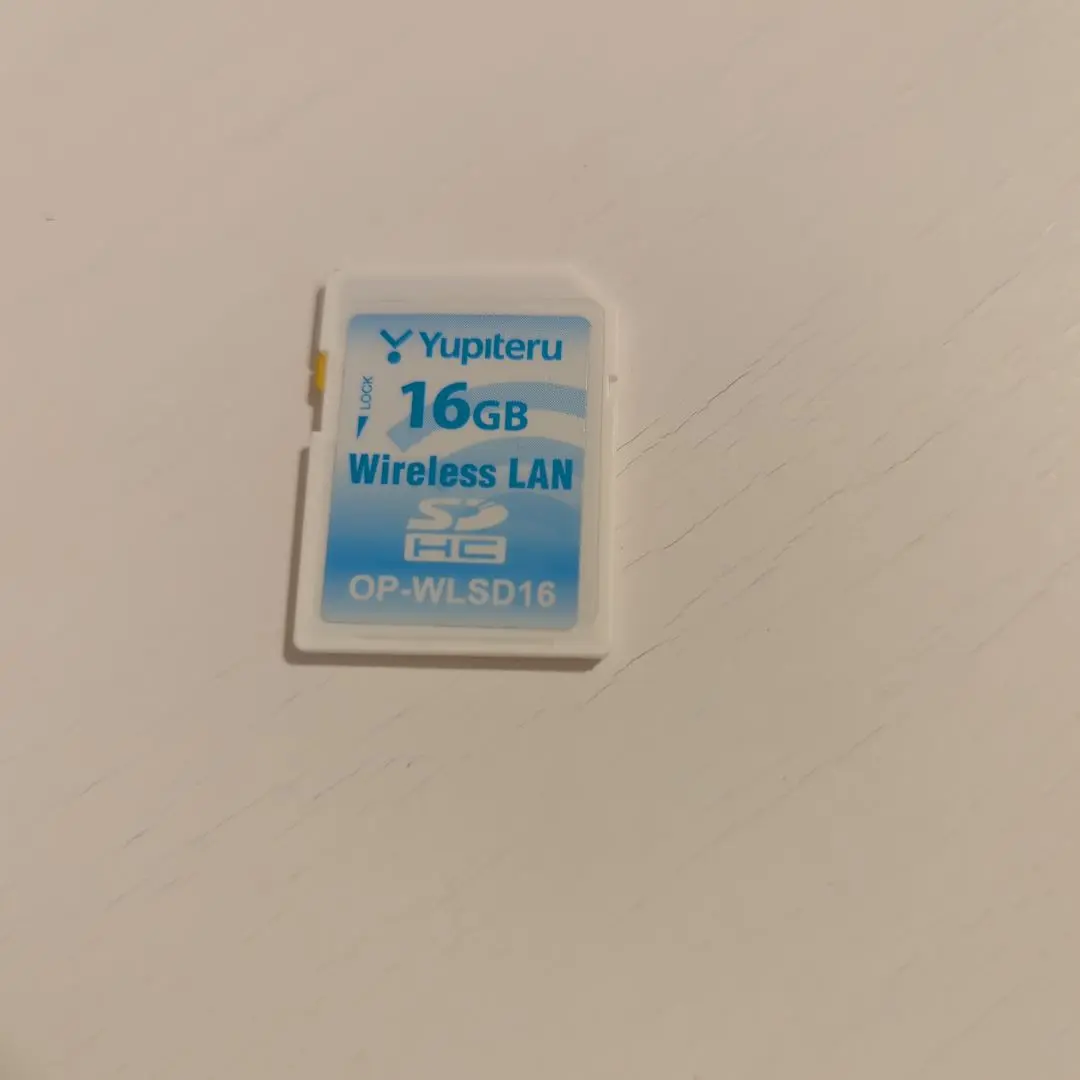 Yupiteru
LOCK
16GB
Wireless LAN
SD
HC
OP-WLSD16